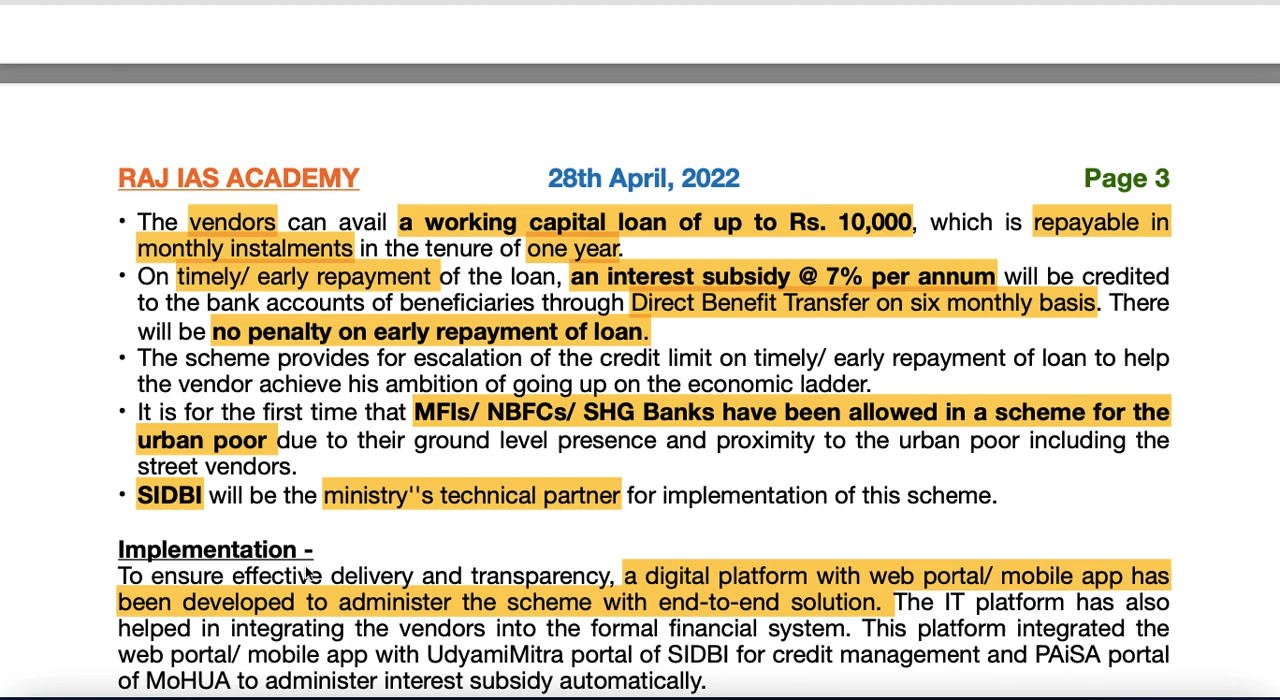 RAJ IAS ACADEMY 28th April, 2022 Page 3
• The vendors can avail a working capital loan of up to Rs. 10,000, which is repayable in
monthly instalments in the tenure of one year.
• On timely/ early repayment of the loan, an interest subsidy @ 7% per annum will be credited
to the bank accounts of beneficiaries through Direct Benefit Transfer on six monthly basis. There
will be no penalty on early repayment of loan.
• The scheme provides for escalation of the credit limit on timely/ early repayment of loan to help
the vendor achieve his ambition of going up on the economic ladder.
• It is for the first time that MFIs/ NBFCs/ SHG Banks have been allowed in a scheme for the
urban poor due to their ground level presence and proximity to the urban poor including the
street vendors.
• SIDBI will be the ministry''s technical partner for implementation of this scheme.
Implementation -
To ensure effective delivery and transparency, a digital platform with web portal/ mobile app has
been developed to administer the scheme with end-to-end solution. The IT platform has also
helped in integrating the vendors into the formal financial system. This platform integrated the
web portal/ mobile app with UdyamiMitra portal of SIDBI for credit management and PAiSA portal
of MoHUA to administer interest subsidy automatically.